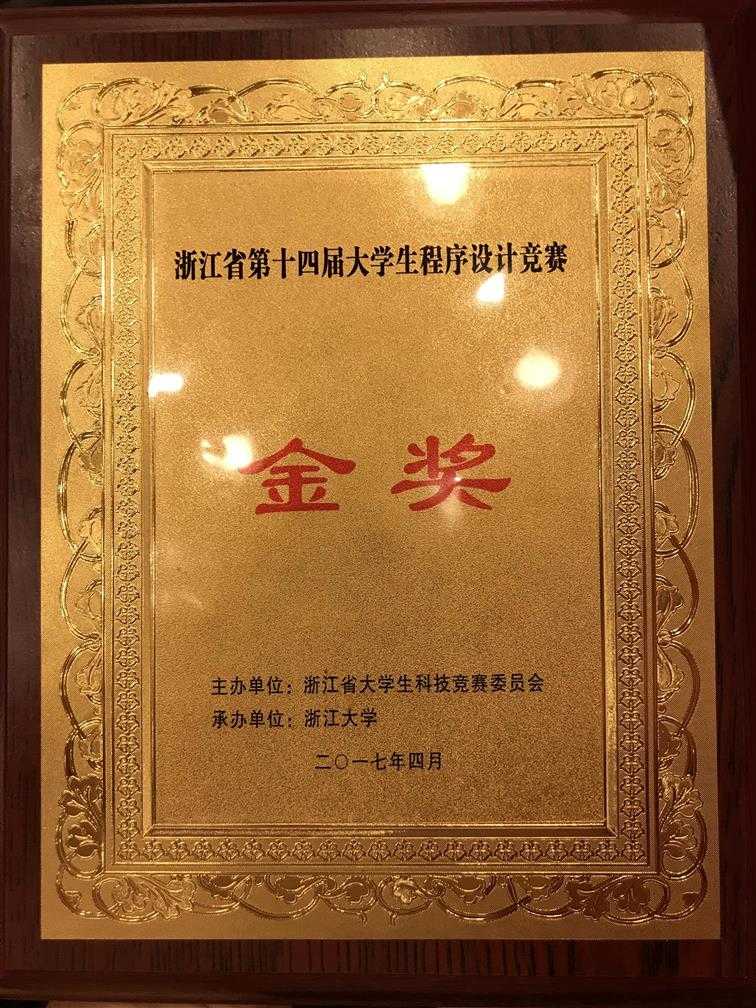 浙江省第十四届大学生程序设计竞赛
金奖
主办单位：浙江省大学生科技竞赛委员会
承办单位：浙江大学
二〇一七年四月